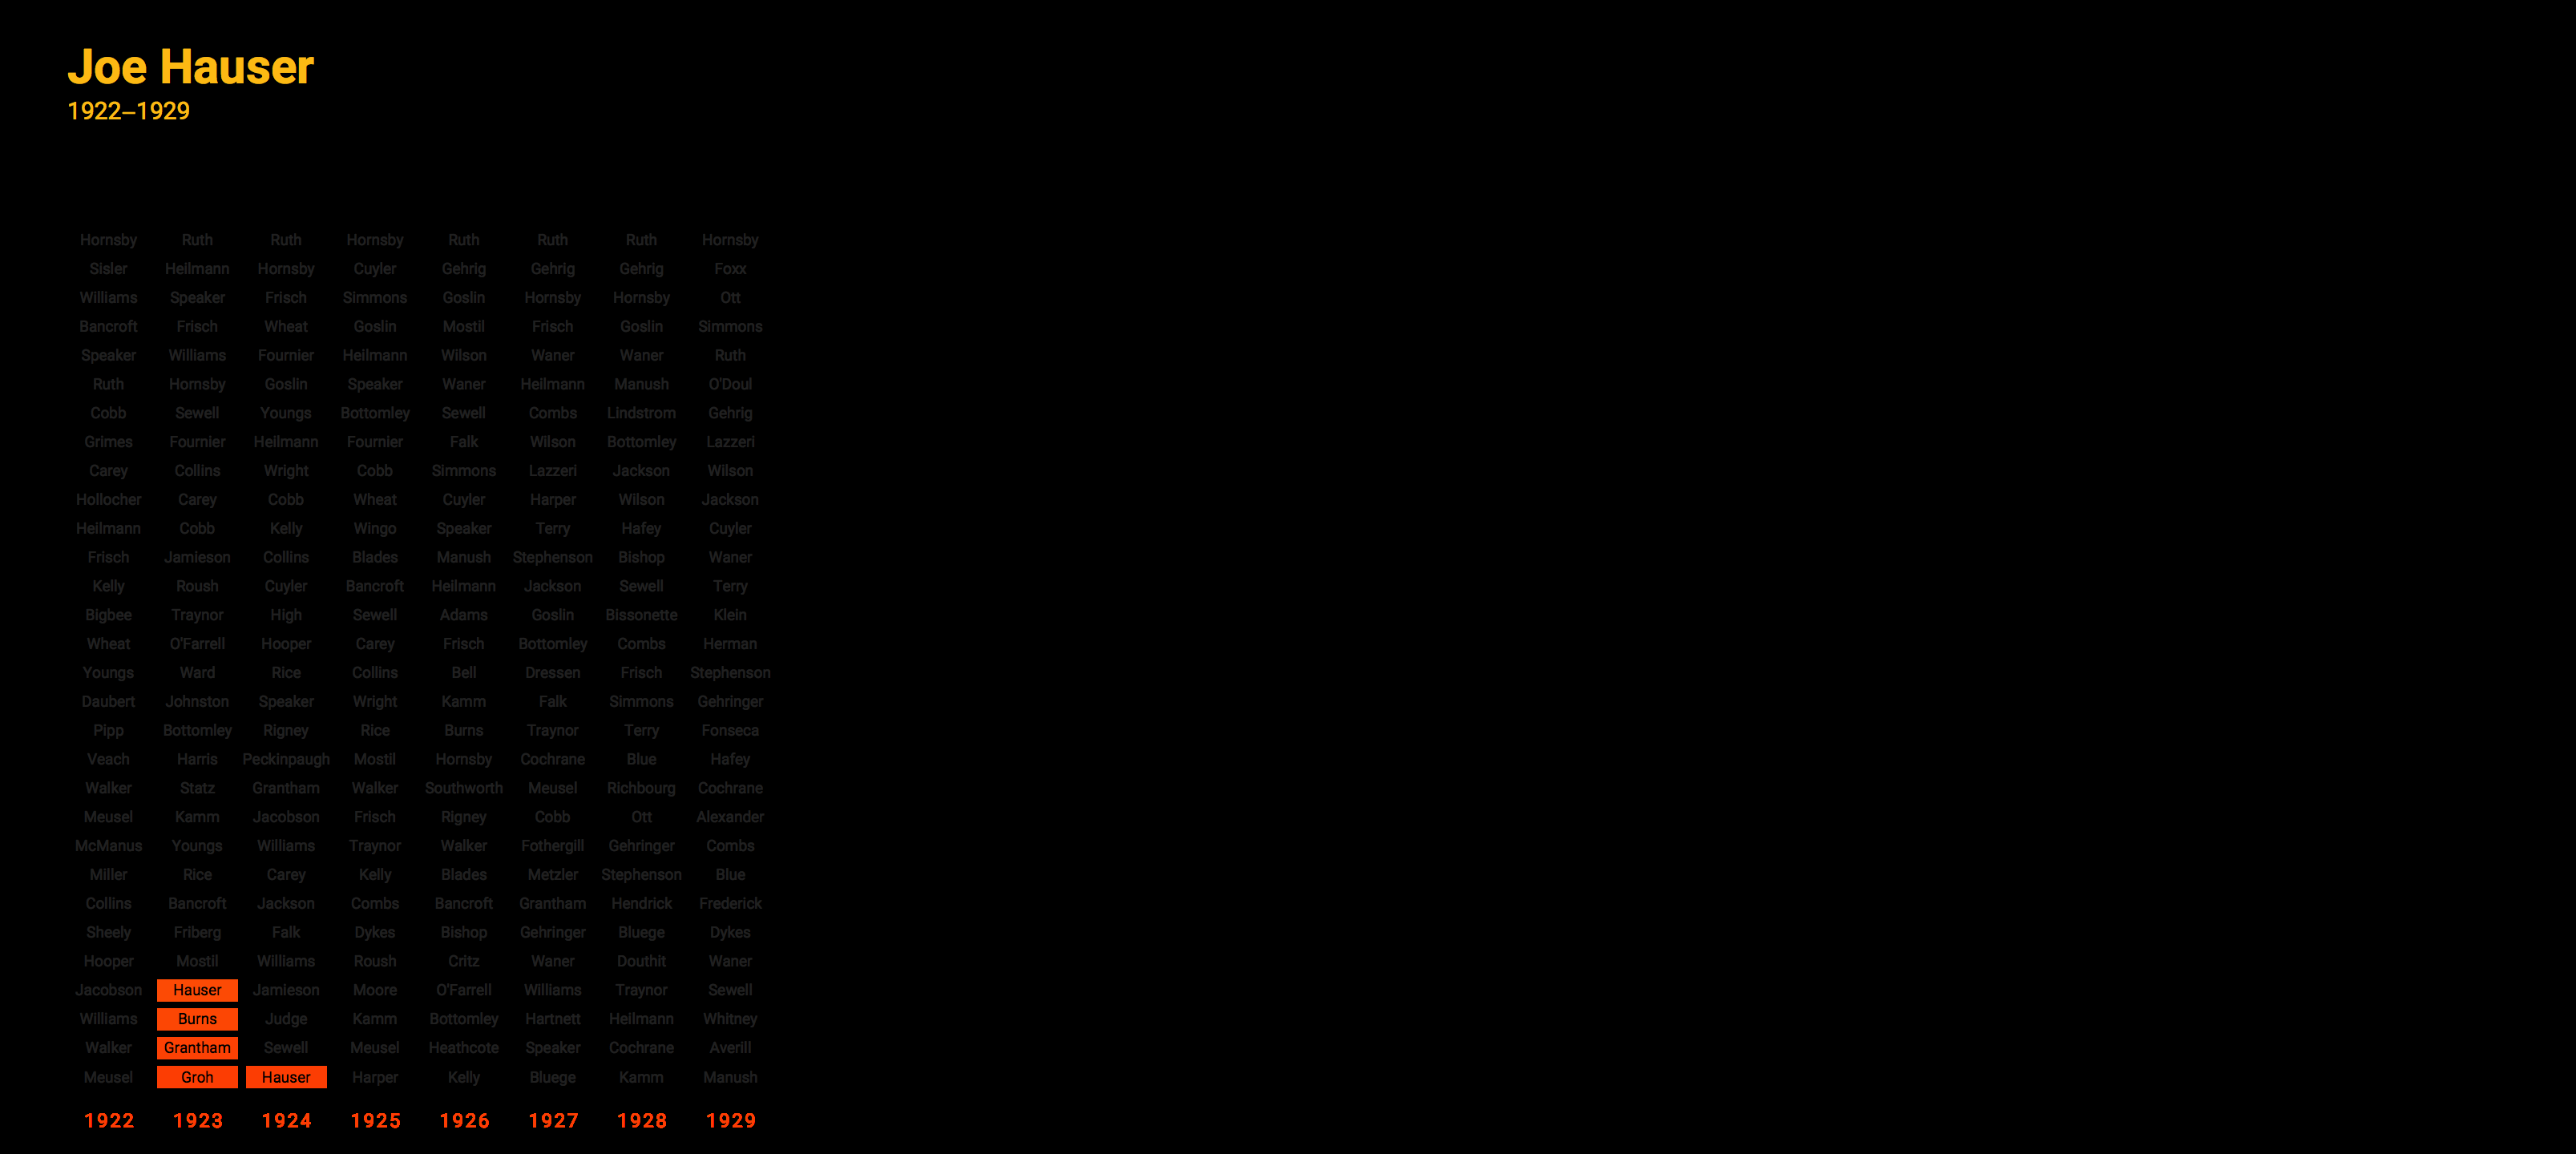 Joe Hauser
1922–1929
Hornsby Ruth Ruth Hornsby Ruth Ruth Ruth Hornsby
Sisler Heilmann Hornsby Cuyler Gehrig Gehrig Gehrig Foxx
Williams Speaker Frisch Simmons Goslin Hornsby Hornsby Ott
Bancroft Frisch Wheat Goslin Mostil Frisch Goslin Simmons
Speaker Williams Fournier Heilmann Wilson Waner Waner Ruth
Ruth Hornsby Goslin Speaker Waner Heilmann Manush O'Doul
Cobb Sewell Youngs Bottomley Sewell Combs Lindstrom Gehrig
Grimes Fournier Heilmann Fournier Falk Wilson Bottomley Lazzeri
Carey Collins Wright Cobb Simmons Lazzeri Jackson Wilson
Hollocher Carey Cobb Wheat Cuyler Harper Wilson Jackson
Heilmann Cobb Kelly Wingo Speaker Terry Hafey Cuyler
Frisch Jamieson Collins Blades Manush Stephenson Bishop Waner
Kelly Roush Cuyler Bancroft Heilmann Jackson Sewell Terry
Bigbee Traynor High Sewell Adams Goslin Bissonette Klein
Wheat O'Farrell Hooper Carey Frisch Bottomley Combs Herman
Youngs Ward Rice Collins Bell Dressen Frisch Stephenson
Daubert Johnston Speaker Wright Kamm Falk Simmons Gehringer
Pipp Bottomley Rigney Rice Burns Traynor Terry Fonseca
Veach Harris Peckinpaugh Mostil Hornsby Cochrane Blue Hafey
Walker Statz Grantham Walker Southworth Meusel Richbourg Cochrane
Meusel Kamm Jacobson Frisch Rigney Cobb Ott Alexander
McManus Youngs Williams Traynor Walker Fothergill Gehringer Combs
Miller Rice Carey Kelly Blades Metzler Stephenson Blue
Collins Bancroft Jackson Combs Bancroft Grantham Hendrick Frederick
Sheely Friberg Falk Dykes Bishop Gehringer Bluege Dykes
Hooper Mostil Williams Roush Critz Waner Douthit Waner
Jacobson Hauser Jamieson Moore O'Farrell Williams Traynor Sewell
Williams Burns Judge Kamm Bottomley Hartnett Heilmann Whitney
Walker Grantham Sewell Meusel Heathcote Speaker Cochrane Averill
Meusel Groh Hauser Harper Kelly Bluege Kamm Manush
1922 1923 1924 1925 1926 1927 1928 1929